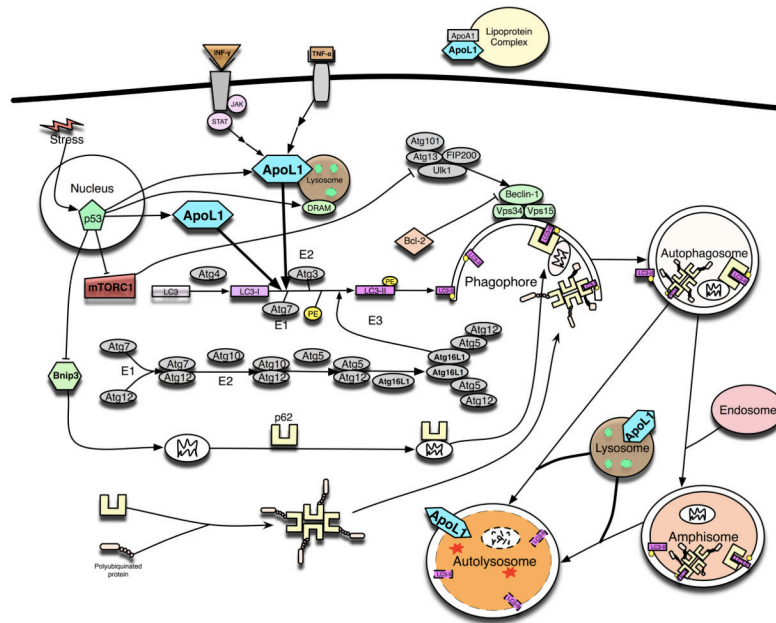 ApoA1
ApoL1
Lipoprotein
Complex
INF-γ
TNF-α
JAK
STAT
Stress
Nucleus
p53
ApoL1
Lysosome
DRAM
ApoL1
mTORC1
Atg101
Atg13
FIP200
Ulk1
Beclin-1
Vps34
Vps15
Bcl-2
Phagophore
Autophagosome
LC3
Atg4
LC3-I
E2
Atg3
Atg7
E1
PE
PE
LC3-II
E3
Bnip3
Atg7
Atg12
E1
Atg7
Atg12
Atg10
E2
Atg10
Atg12
Atg5
Atg5
Atg12
Atg16L1
Atg12
Atg5
Atg16L1
Atg16L1
Atg5
Atg12
p62
Endosome
ApoL1
Lysosome
Polyubiquinated
protein
ApoL1
Autolysosome
Amphisome
LC3-II